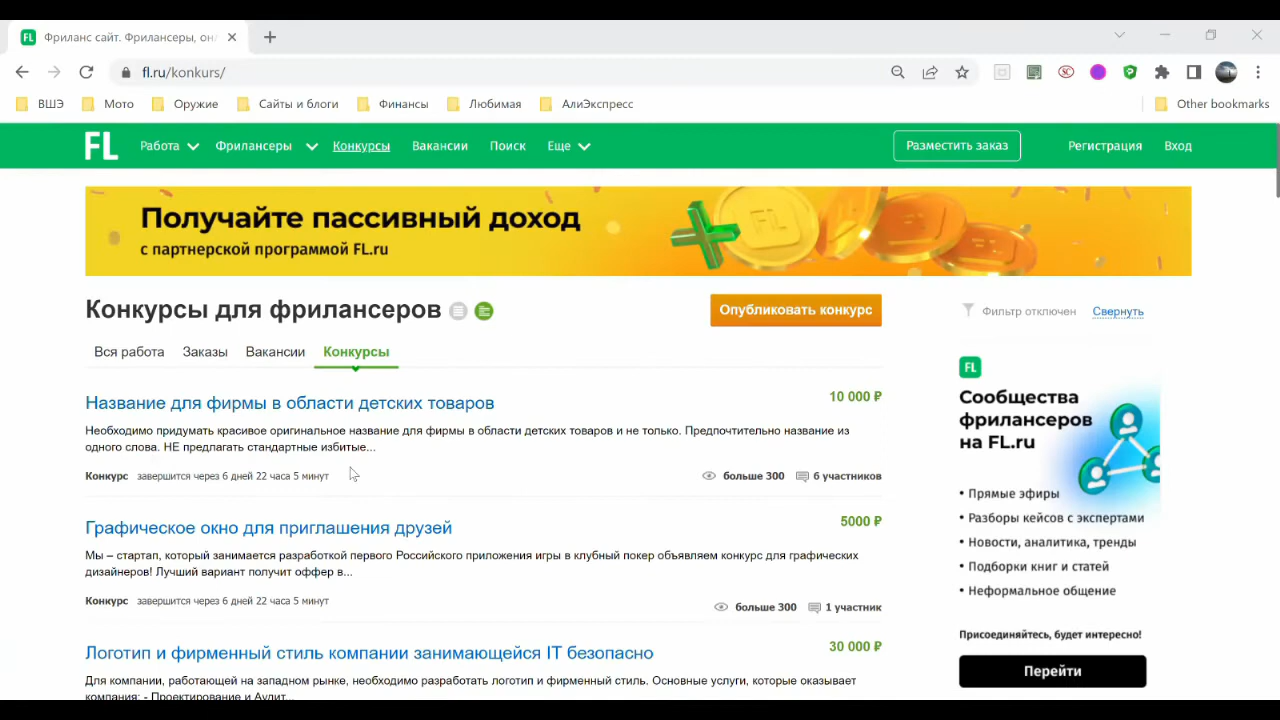 Фриланс сайт. Фрилансеры, он
fl.ru/konkurs/
ВШЭ Мото Оружие Сайты и блоги Финансы Любимая АлиЭкспресс Other bookmarks
FL Работа Фрилансеры Конкурсы Вакансии Поиск Еще Разместить заказ Регистрация Вход
Получайте пассивный доход
с партнерской программой FL.ru
Конкурсы для фрилансеров
Опубликовать конкурс
Фильтр отключен Свернуть
Вся работа Заказы Вакансии Конкурсы
Название для фирмы в области детских товаров
10 000 ₽
Необходимо придумать красивое оригинальное название для фирмы в области детских товаров и не только. Предпочтительно название из
одного слова. НЕ предлагать стандартные избитые...
Конкурс завершится через 6 дней 22 часа 5 минут
больше 300 6 участников
Графическое окно для приглашения друзей
5000 ₽
Мы – стартап, который занимается разработкой первого Российского приложения игры в клубный покер объявляем конкурс для графических
дизайнеров! Лучший вариант получит оффер в...
Конкурс завершится через 6 дней 22 часа 5 минут
больше 300 1 участник
Логотип и фирменный стиль компании занимающейся IT безопасно
30 000 ₽
Для компании, работающей на западном рынке, необходимо разработать логотип и фирменный стиль. Основные услуги, которые оказывает
компания: - Проектирование и Аудит...
FL
Сообщества
фрилансеров
на FL.ru
• Прямые эфиры
• Разборы кейсов с экспертами
• Новости, аналитика, тренды
• Подборки книг и статей
• Неформальное общение
Присоединяйтесь, будет интересно!
Перейти